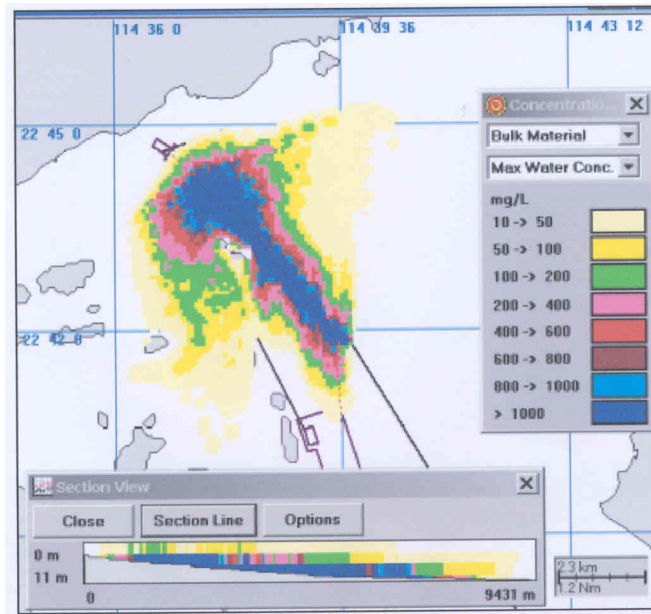 114 36 0
114 39 36
114 43 12
22 45 0
22 42 0
Concentratio...
Bulk Material
Max Water Conc.
mg/L
10 -> 50
50 -> 100
100 -> 200
200 -> 400
400 -> 600
600 -> 800
800 -> 1000
> 1000
Section View
Close
Section Line
Options
0 m
11 m
0
9431 m
2.3 km
1.2 Nm